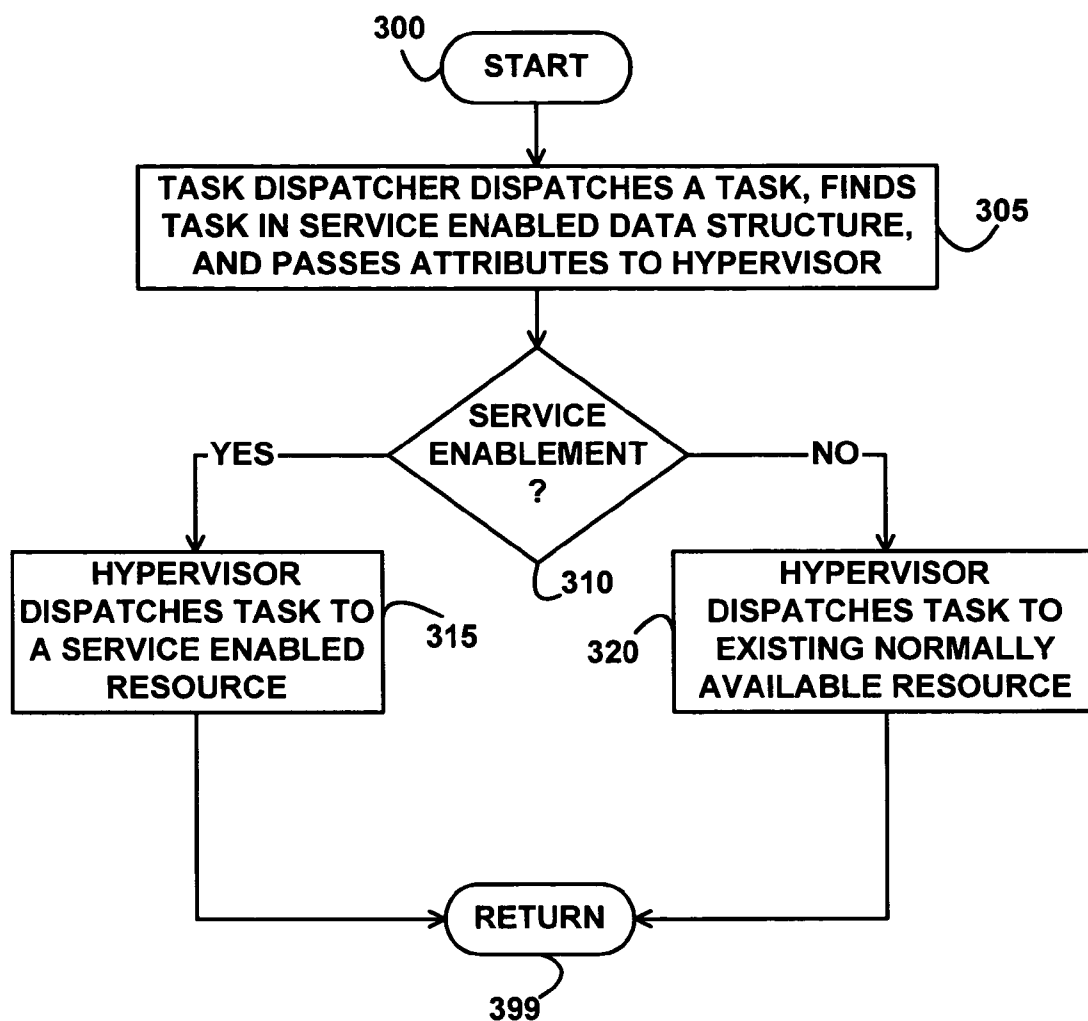 300
START
TASK DISPATCHER DISPATCHES A TASK, FINDS
TASK IN SERVICE ENABLED DATA STRUCTURE,
AND PASSES ATTRIBUTES TO HYPERVISOR
305
SERVICE
ENABLEMENT
?
YES
NO
310
HYPERVISOR
DISPATCHES TASK TO
A SERVICE ENABLED
RESOURCE
315
320
HYPERVISOR
DISPATCHES TASK TO
EXISTING NORMALLY
AVAILABLE RESOURCE
RETURN
399